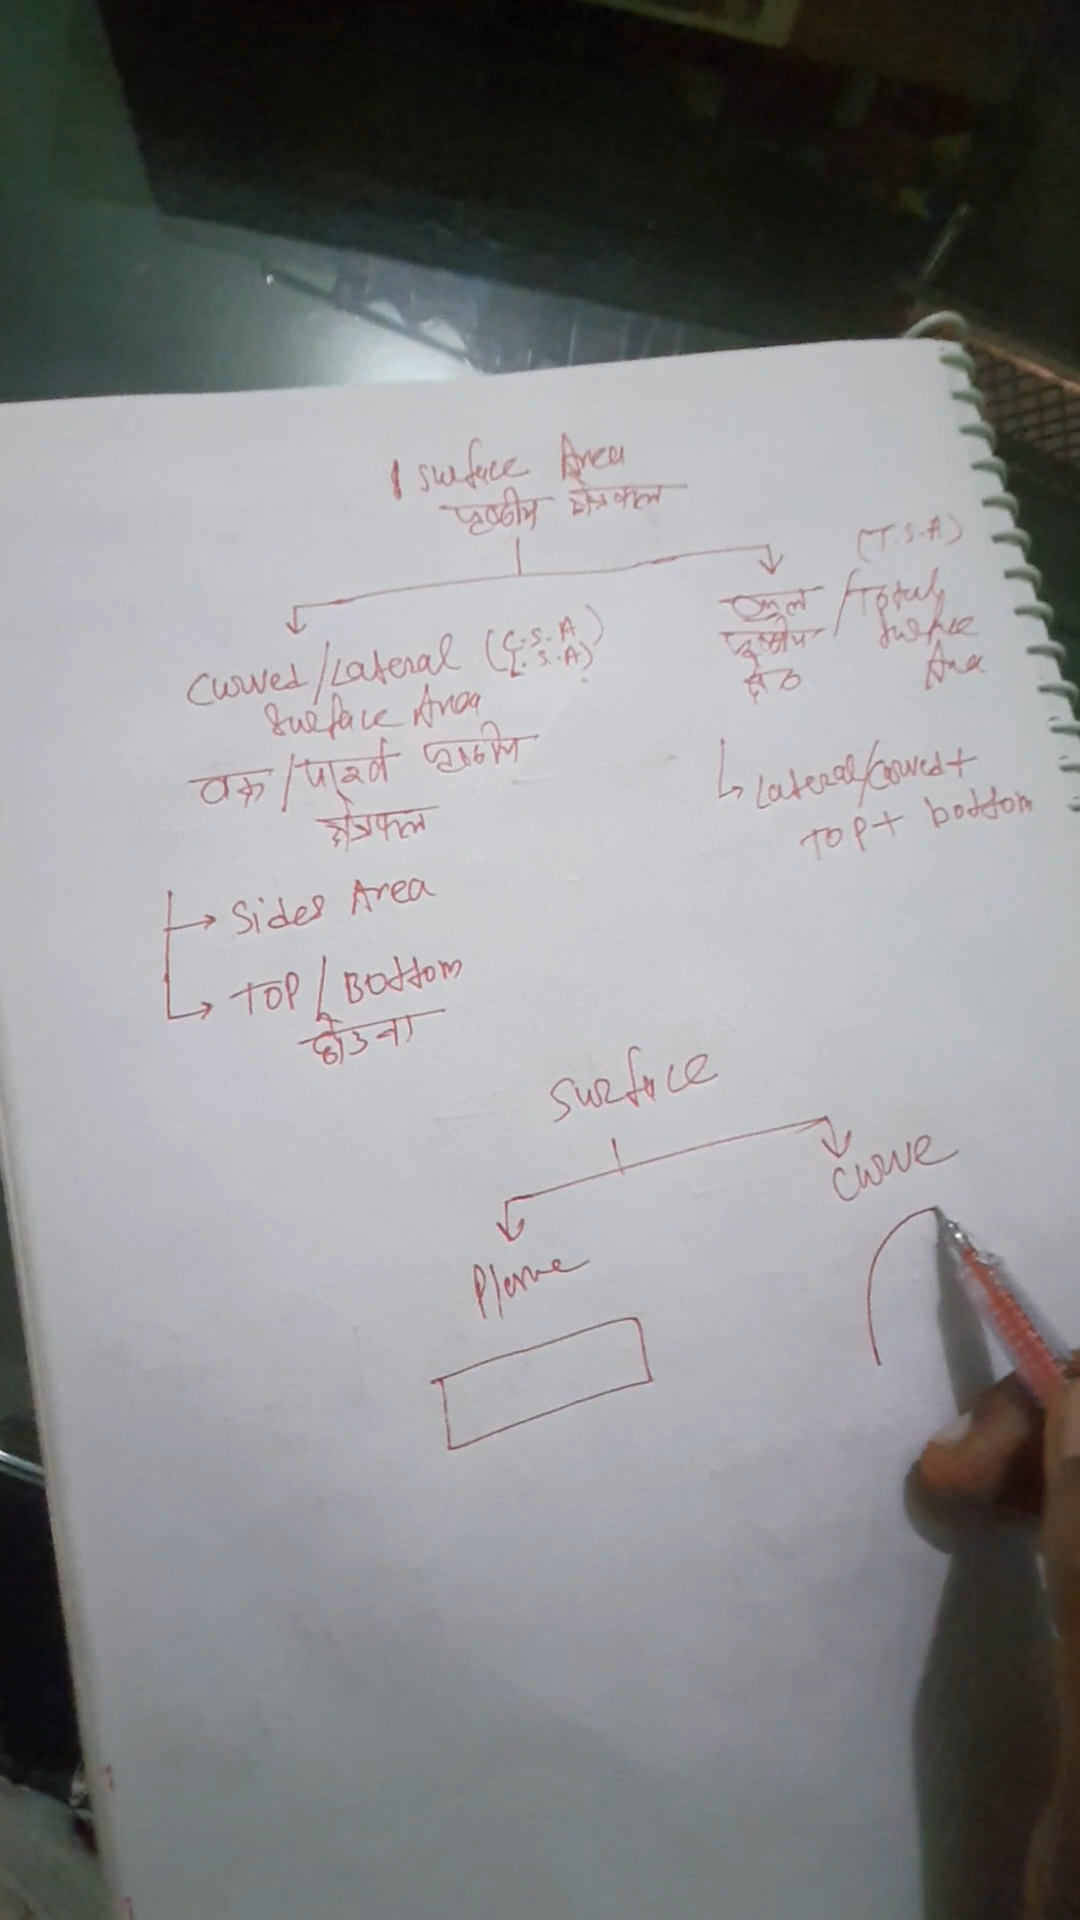 Surface Area
पृष्ठीय क्षेत्रफल
Curved/Lateral (C.S.A
L.S.A)
Surface Area
वक्र/पार्श्व पृष्ठीय
क्षेत्रफल
→ Sides Area
→ TOP/Bottom
छोड़ना
(T.S.A)
कुल /Total
पृष्ठीय Surface
क्षे० Area
Lateral/curved+
TOP+ bottom
Surface
Plane
Curve